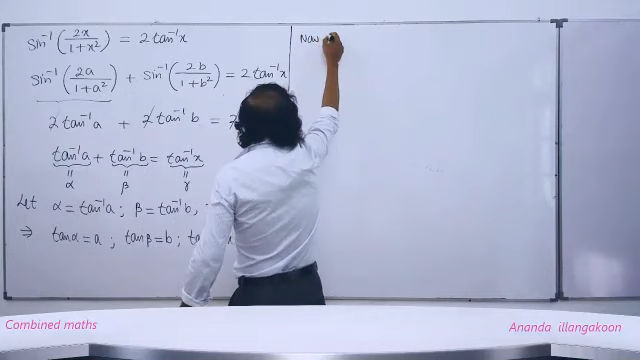 sin⁻¹(2x/1+x²) = 2tan⁻¹x
sin⁻¹(2a/1+a²) + sin⁻¹(2b/1+b²) = 2tan⁻¹x
2tan⁻¹a + 2tan⁻¹b =
tan⁻¹a + tan⁻¹b = tan⁻¹x
= = =
α β γ
Let α = tan⁻¹a ; β = tan⁻¹b,
⇒ tanα = a ; tanβ = b ;
Now
Combined maths
Ananda illangakoon